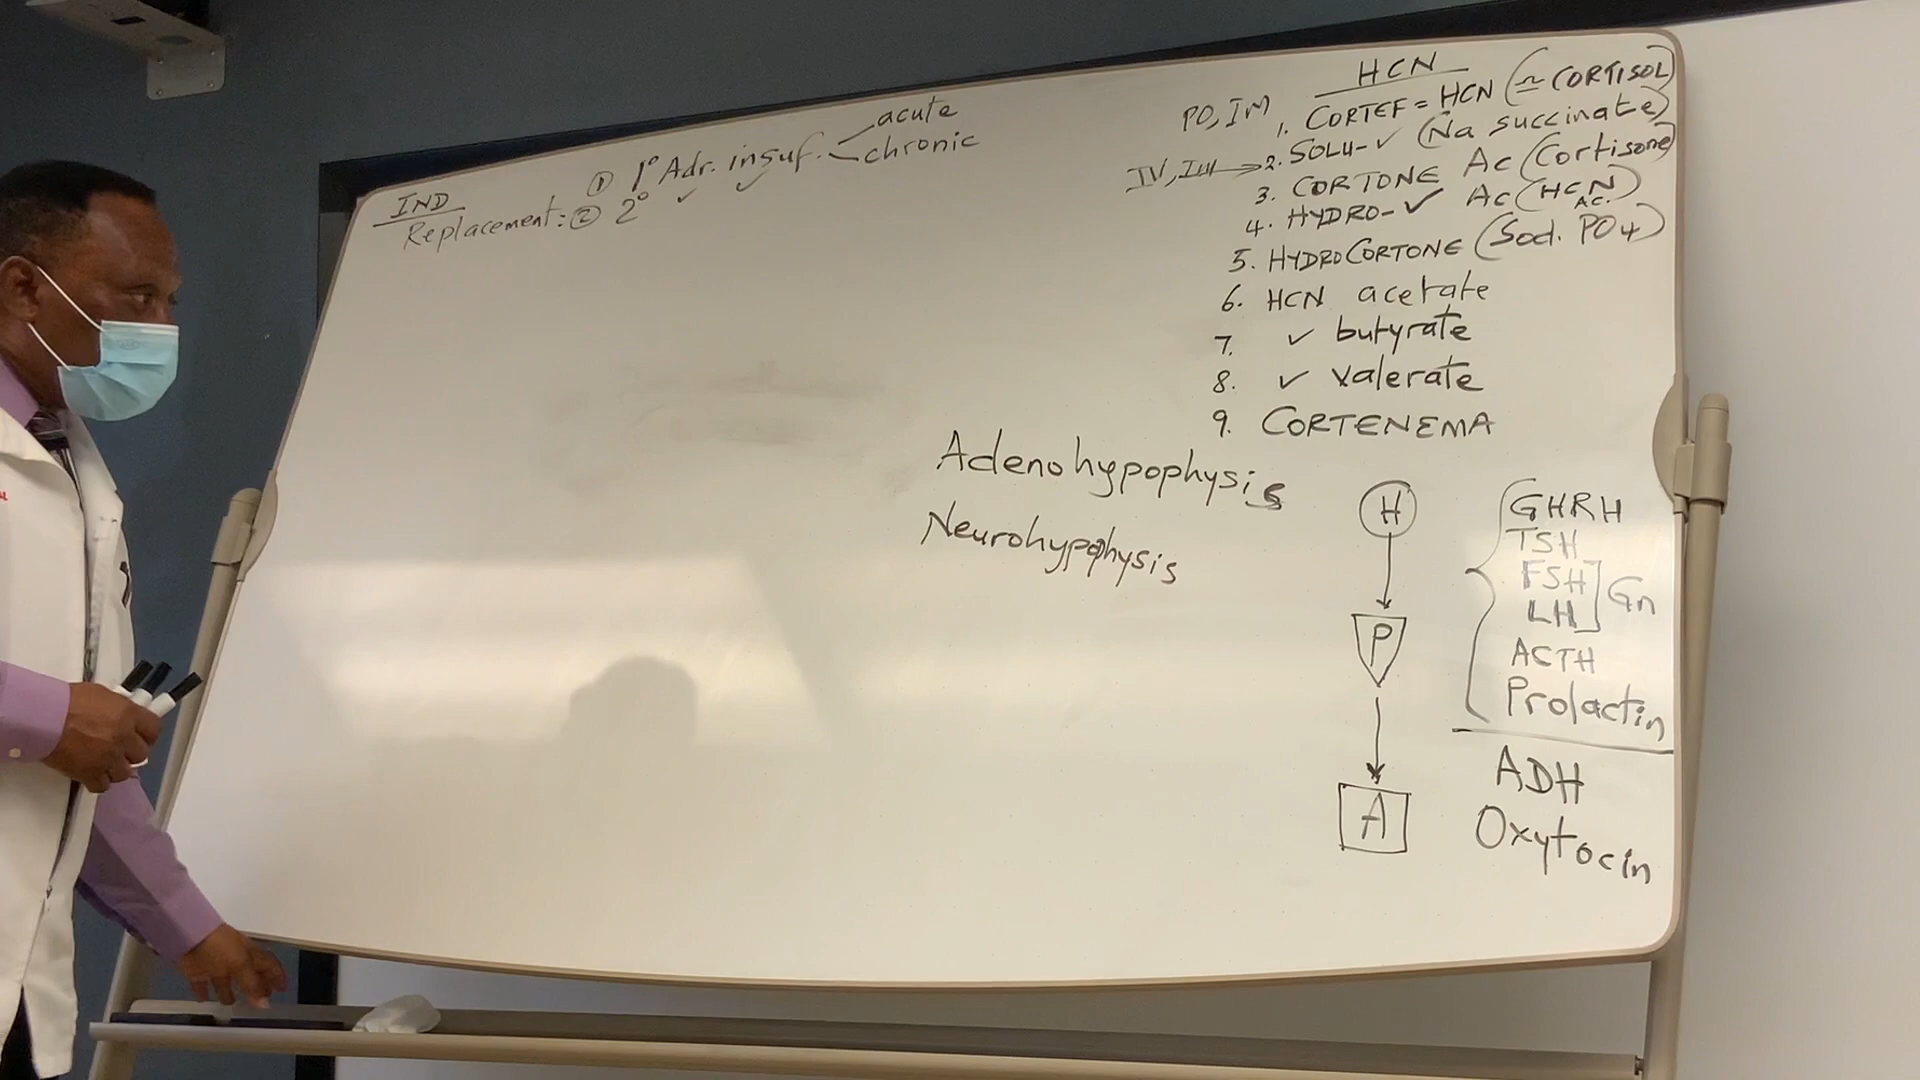 IND
Replacement: ① 1° Adr. insuf. acute
chronic
② 2° ✓ ✓
HCN
PO, IM 1. CORTEF = HCN (≃ CORTISOL)
IV, IM → 2. SOLU- ✓ (Na succinate)
3. CORTONE Ac (Cortisone)
4. HYDRO- ✓ Ac (HCN Ac.)
5. HYDROCORTONE (Sod. PO4)
6. HCN acetate
7. ✓ butyrate
8. ✓ valerate
9. CORTENEMA
Adenohypophysis
Neurohypophysis
H
P
A
GHRH
TSH
FSH
LH
Gn
ACTH
Prolactin
ADH
Oxytocin